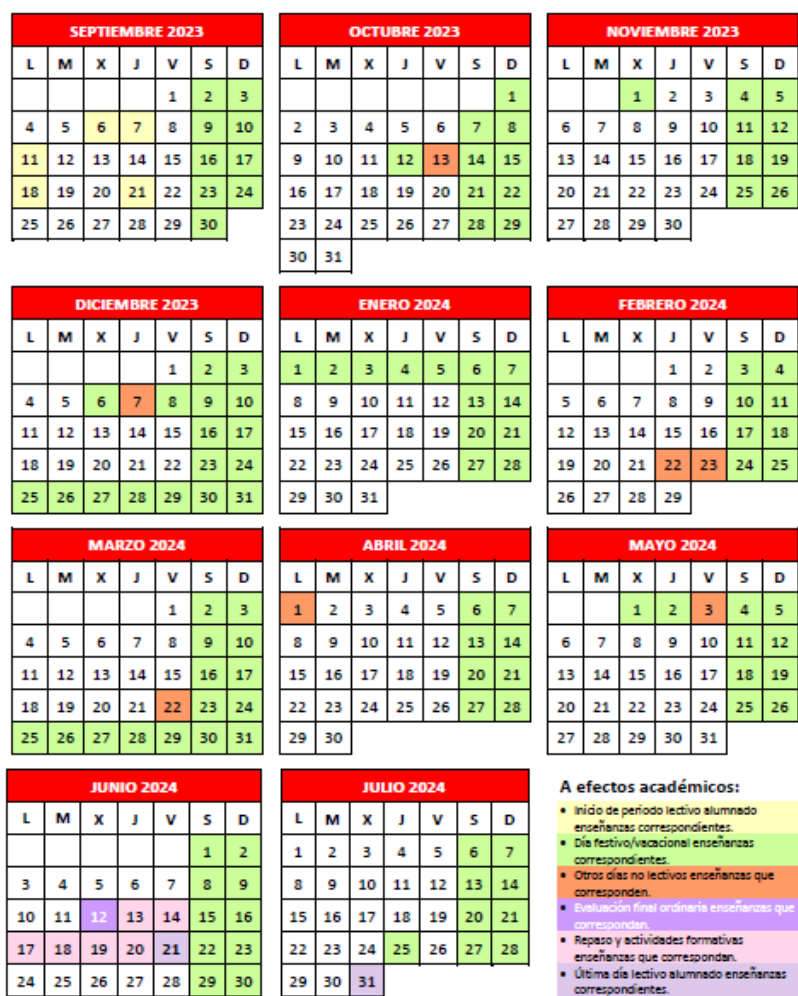 SEPTIEMBRE 2023 OCTUBRE 2023 NOVIEMBRE 2023
L M X J V S D L M X J V S D L M X J V S D
1 2 3 1 1 2 3 4 5
4 5 6 7 8 9 10 2 3 4 5 6 7 8 6 7 8 9 10 11 12
11 12 13 14 15 16 17 9 10 11 12 13 14 15 13 14 15 16 17 18 19
18 19 20 21 22 23 24 16 17 18 19 20 21 22 20 21 22 23 24 25 26
25 26 27 28 29 30 23 24 25 26 27 28 29 27 28 29 30
30 31
DICIEMBRE 2023 ENERO 2024 FEBRERO 2024
L M X J V S D L M X J V S D L M X J V S D
1 2 3 1 2 3 4 5 6 7 1 2 3 4
4 5 6 7 8 9 10 8 9 10 11 12 13 14 5 6 7 8 9 10 11
11 12 13 14 15 16 17 15 16 17 18 19 20 21 12 13 14 15 16 17 18
18 19 20 21 22 23 24 22 23 24 25 26 27 28 19 20 21 22 23 24 25
25 26 27 28 29 30 31 29 30 31 26 27 28 29
MARZO 2024 ABRIL 2024 MAYO 2024
L M X J V S D L M X J V S D L M X J V S D
1 2 3 1 2 3 4 5 6 7 1 2 3 4 5
4 5 6 7 8 9 10 8 9 10 11 12 13 14 6 7 8 9 10 11 12
11 12 13 14 15 16 17 15 16 17 18 19 20 21 13 14 15 16 17 18 19
18 19 20 21 22 23 24 22 23 24 25 26 27 28 20 21 22 23 24 25 26
25 26 27 28 29 30 31 29 30 27 28 29 30 31
JUNIO 2024 JULIO 2024
L M X J V S D L M X J V S D
1 2 1 2 3 4 5 6 7
3 4 5 6 7 8 9 8 9 10 11 12 13 14
10 11 12 13 14 15 16 15 16 17 18 19 20 21
17 18 19 20 21 22 23 22 23 24 25 26 27 28
24 25 26 27 28 29 30 29 30 31
A efectos académicos:
• Inicio de periodo lectivo alumnado
enseñanzas correspondientes.
• Día festivo/vacacional enseñanzas
correspondientes.
• Otros días no lectivos enseñanzas que
corresponden.
• Evaluación final ordinaria enseñanzas que
correspondan.
• Repaso y actividades formativas
enseñanzas que correspondan.
• Última día lectivo alumnado enseñanzas
correspondientes.